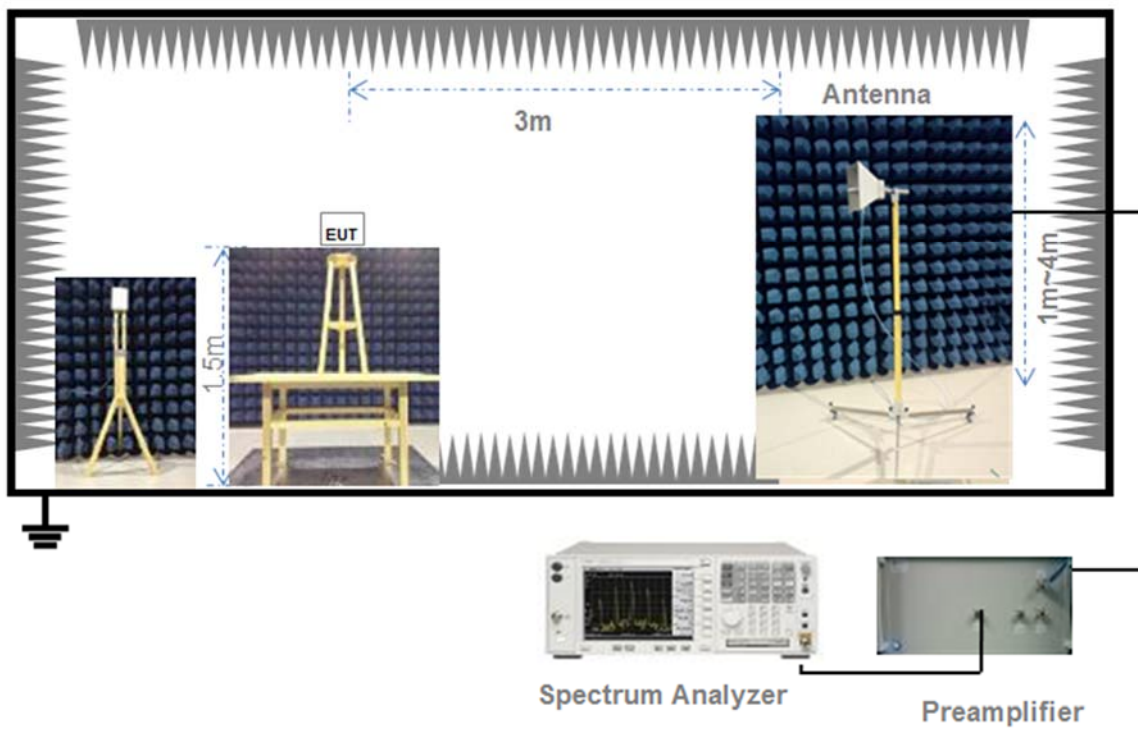 Antenna
3m
EUT
1.5m
1m~4m
Spectrum Analyzer
Preamplifier